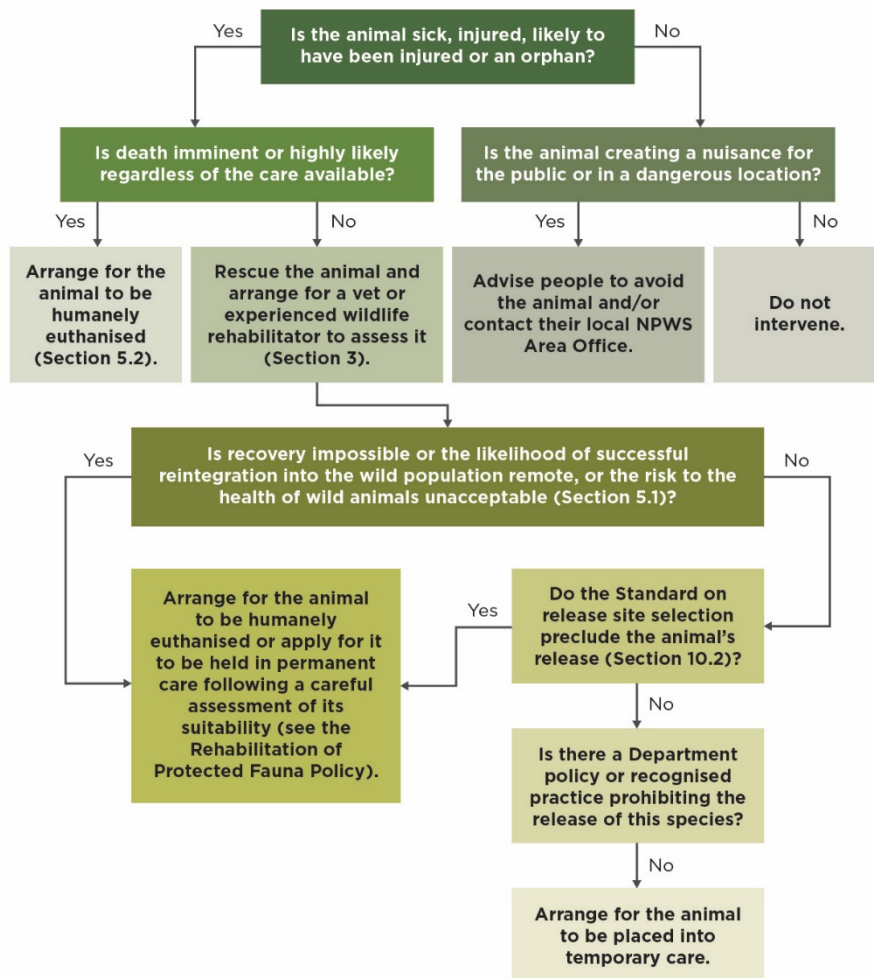 Is the animal sick, injured, likely to
have been injured or an orphan?
Yes
No
Is death imminent or highly likely
regardless of the care available?
Is the animal creating a nuisance for
the public or in a dangerous location?
Yes
No
Yes
No
Arrange for the
animal to be
humanely
euthanised
(Section 5.2).
Rescue the animal and
arrange for a vet or
experienced wildlife
rehabilitator to assess it
(Section 3).
Advise people to avoid
the animal and/or
contact their local NPWS
Area Office.
Do not
intervene.
Is recovery impossible or the likelihood of successful
reintegration into the wild population remote, or the risk to the
health of wild animals unacceptable (Section 5.1)?
Yes
No
Arrange for the animal
to be humanely
euthanised or apply for it
to be held in permanent
care following a careful
assessment of its
suitability (see the
Rehabilitation of
Protected Fauna Policy).
Yes
Do the Standard on
release site selection
preclude the animal's
release (Section 10.2)?
No
Is there a Department
policy or recognised
practice prohibiting the
release of this species?
No
Arrange for the animal
to be placed into
temporary care.